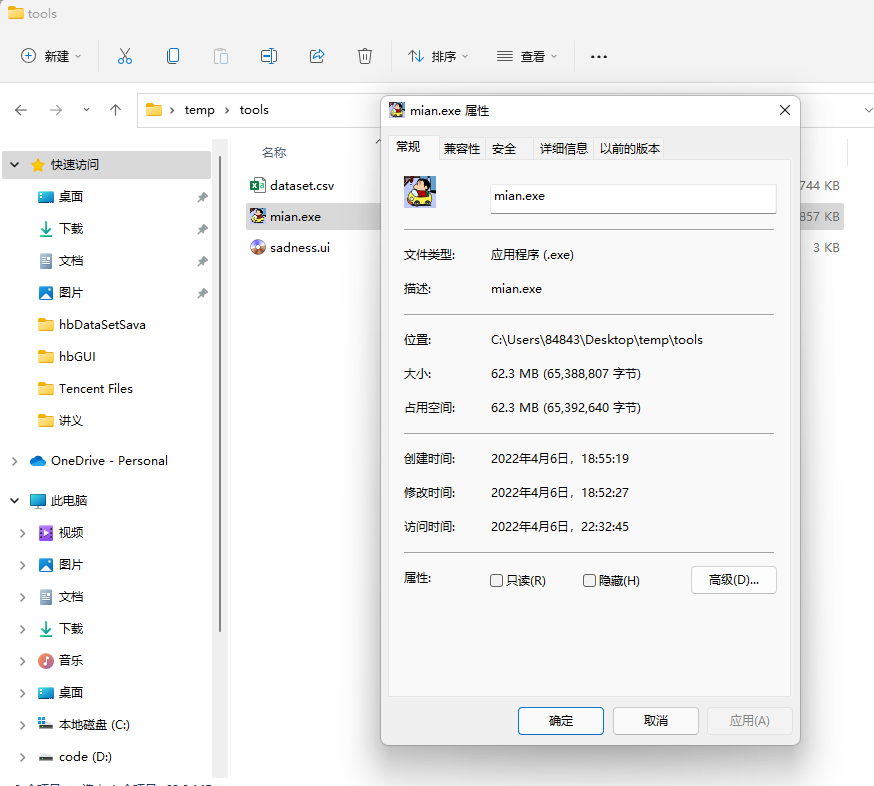 tools
新建
排序
查看
temp
tools
名称
快速访问
桌面
下载
文档
图片
hbDataSetSava
hbGUI
Tencent Files
讲义
OneDrive - Personal
此电脑
视频
图片
文档
下载
音乐
桌面
本地磁盘 (C:)
code (D:)
dataset.csv
744 KB
mian.exe
857 KB
sadness.ui
3 KB
mian.exe 属性
常规 兼容性 安全 详细信息 以前的版本
mian.exe
文件类型: 应用程序 (.exe)
描述: mian.exe
位置: C:\Users\84843\Desktop\temp\tools
大小: 62.3 MB (65,388,807 字节)
占用空间: 62.3 MB (65,392,640 字节)
创建时间: 2022年4月6日，18:55:19
修改时间: 2022年4月6日，18:52:27
访问时间: 2022年4月6日，22:32:45
属性: 只读(R) 隐藏(H) 高级(D)...
确定 取消 应用(A)